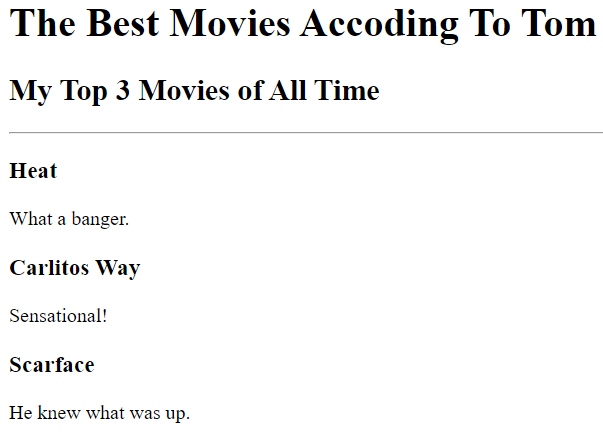 The Best Movies Accoding To Tom
My Top 3 Movies of All Time
Heat
What a banger.
Carlitos Way
Sensational!
Scarface
He knew what was up.